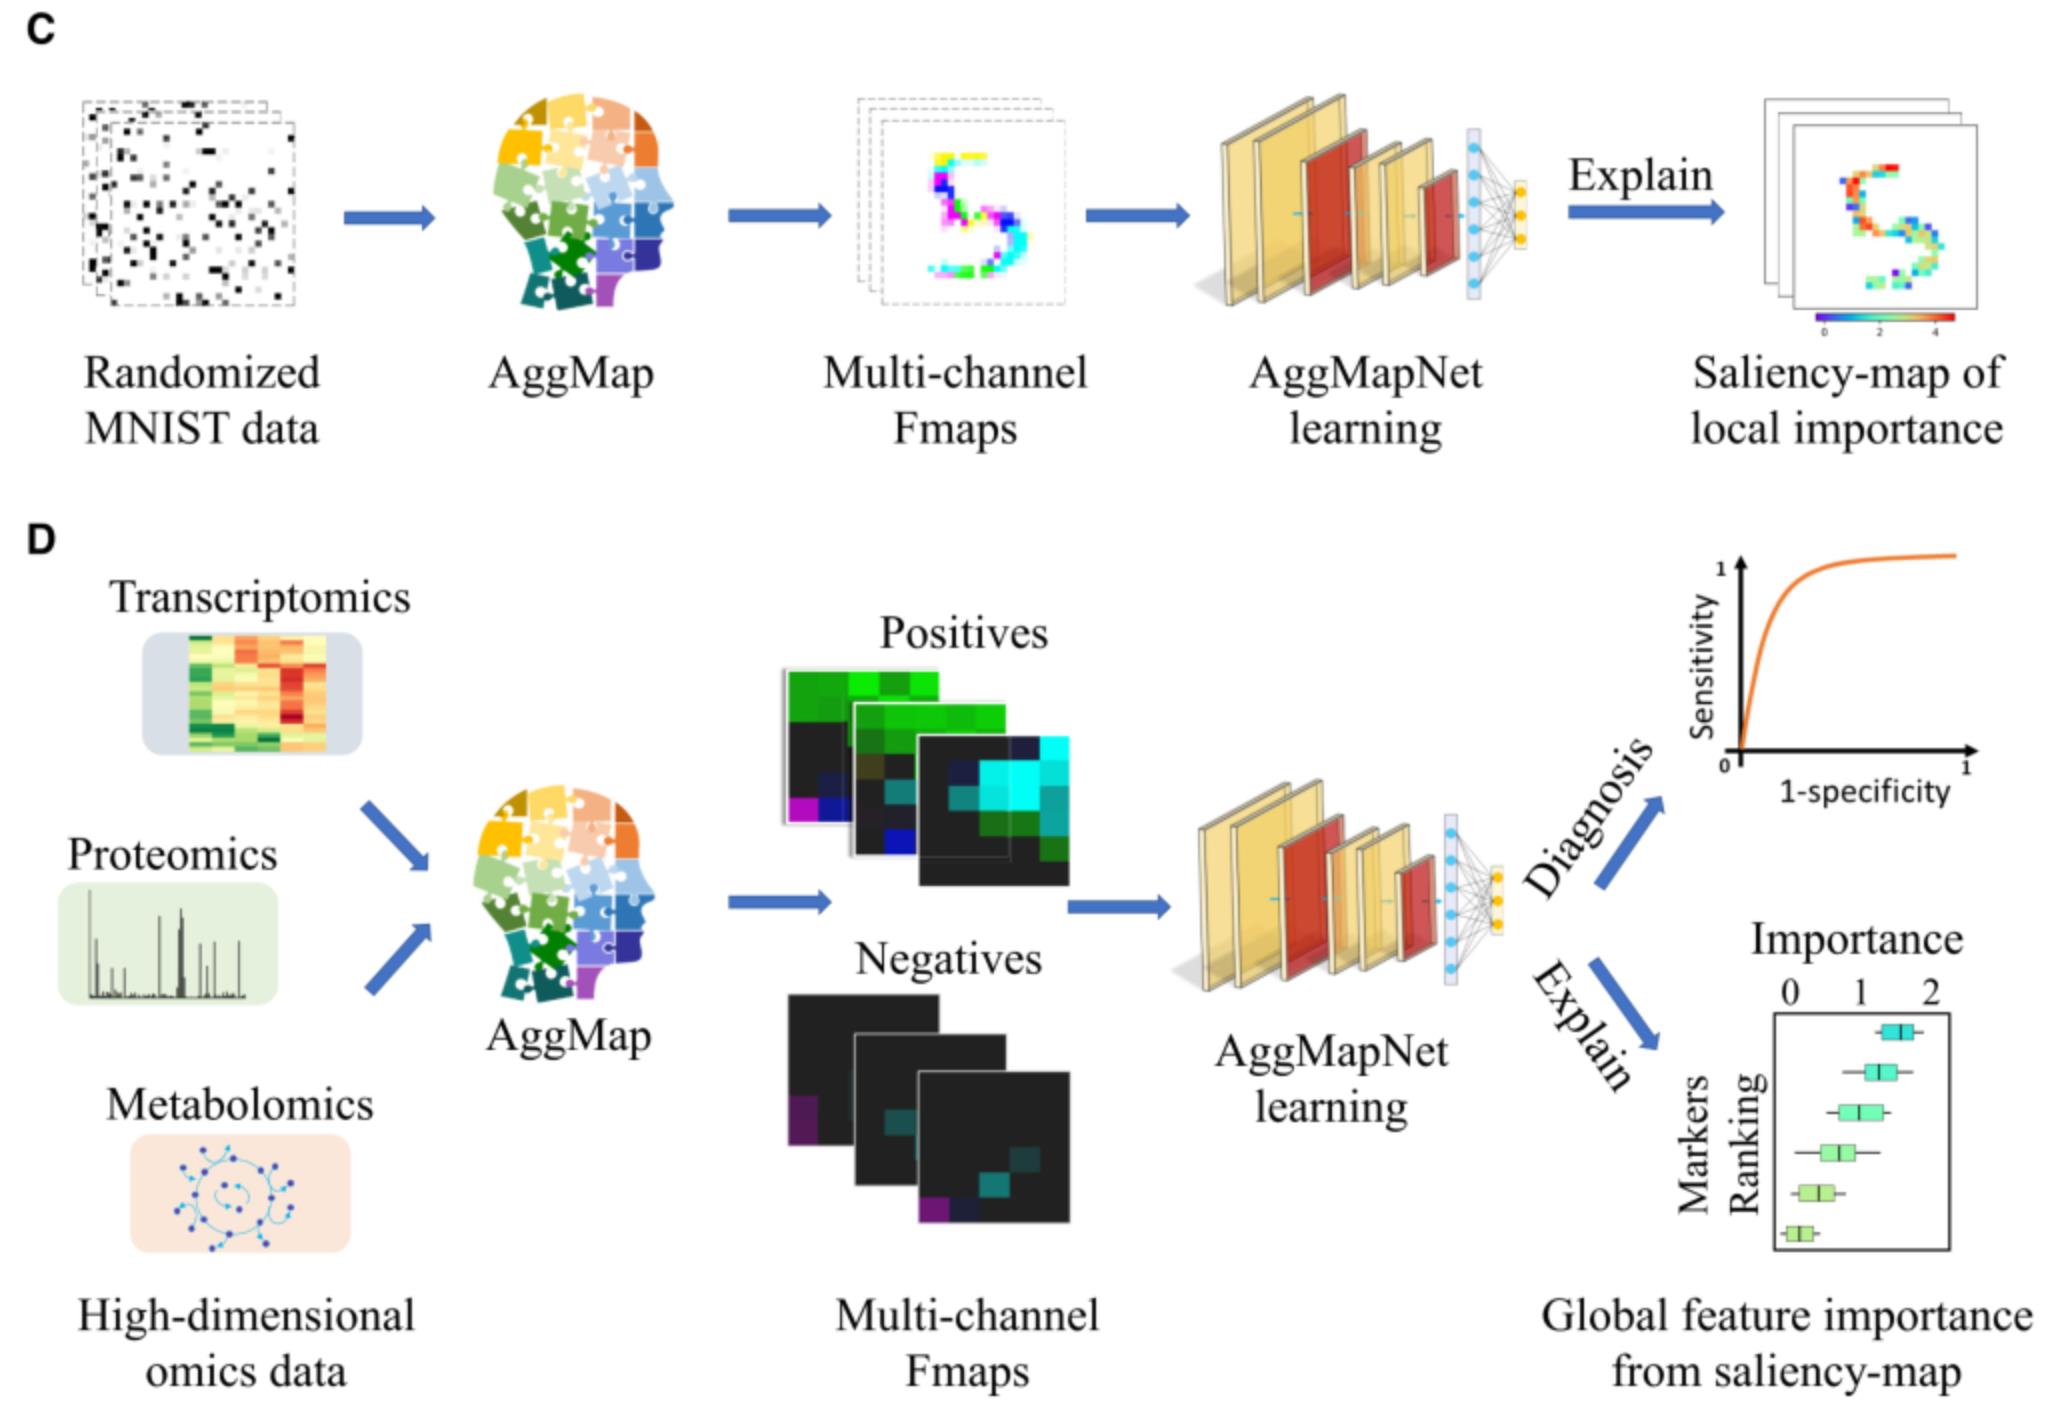 C
Randomized
MNIST data
AggMap
Multi-channel
Fmaps
AggMapNet
learning
Explain
0 2 4
Saliency-map of
local importance
D
Transcriptomics
Proteomics
Metabolomics
High-dimensional
omics data
AggMap
Positives
Negatives
Multi-channel
Fmaps
AggMapNet
learning
Diagnosis
Explain
1
Sensitivity
0
1
1-specificity
Importance
0 1 2
Markers
Ranking
Global feature importance
from saliency-map